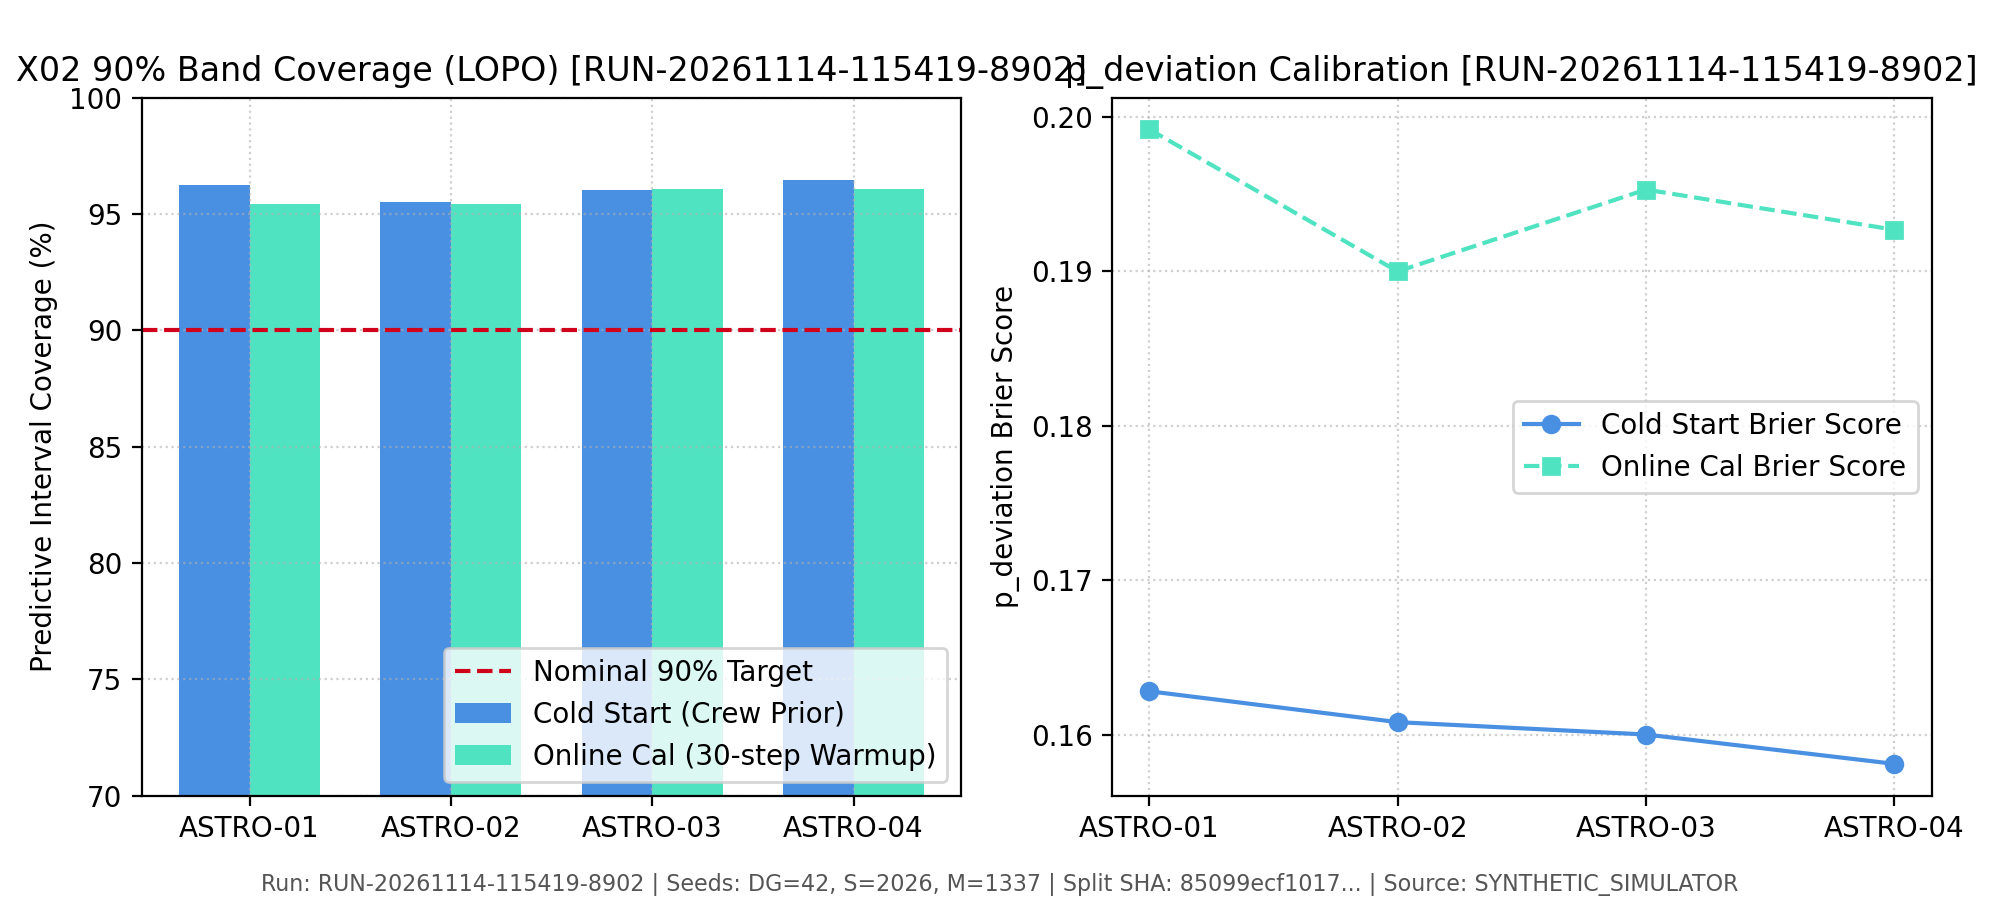 X02 90% Band Coverage (LOPO) [RUN-20261114-115419-8902]
p_deviation Calibration [RUN-20261114-115419-8902]
Predictive Interval Coverage (%)
100
95
90
85
80
75
70
Nominal 90% Target
Cold Start (Crew Prior)
Online Cal (30-step Warmup)
ASTRO-01 ASTRO-02 ASTRO-03 ASTRO-04
p_deviation Brier Score
0.20
0.19
0.18
0.17
0.16
Cold Start Brier Score
Online Cal Brier Score
ASTRO-01 ASTRO-02 ASTRO-03 ASTRO-04
Run: RUN-20261114-115419-8902 | Seeds: DG=42, S=2026, M=1337 | Split SHA: 85099ecf1017... | Source: SYNTHETIC_SIMULATOR